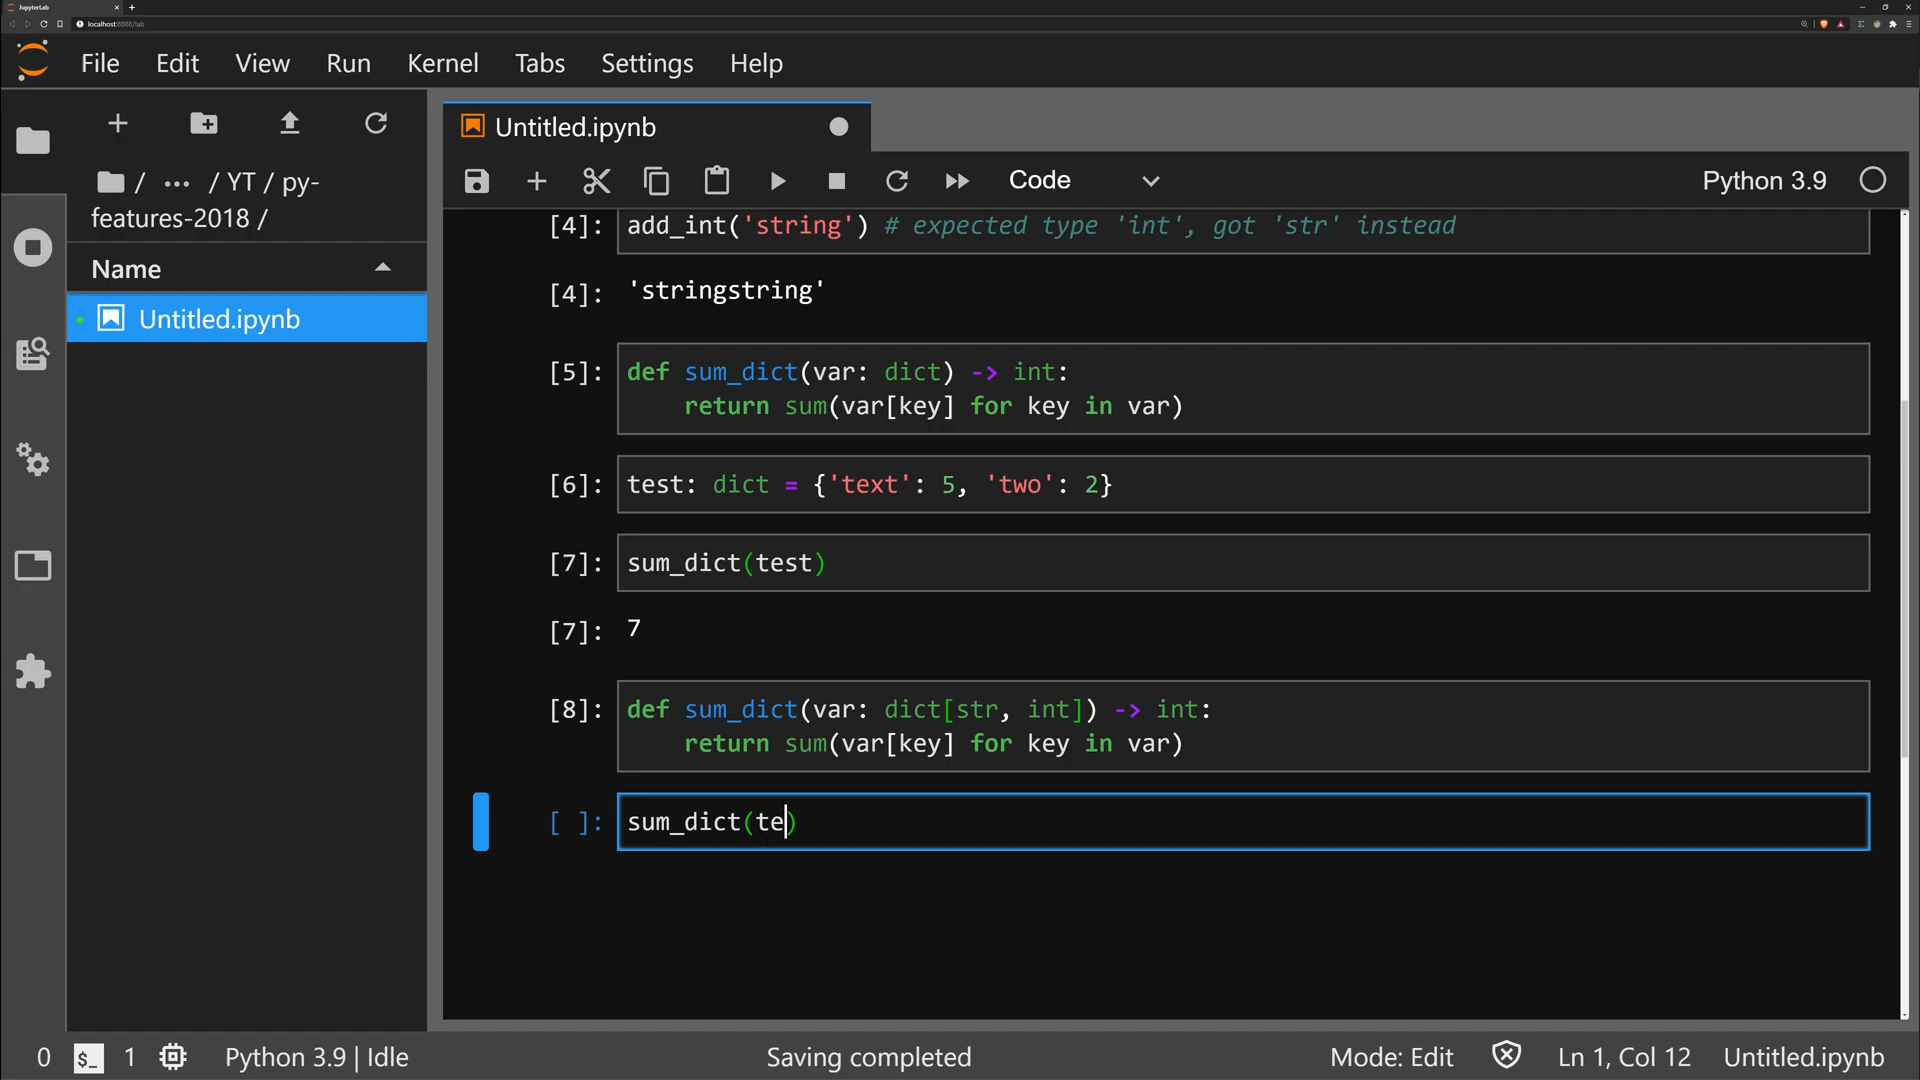 JupyterLab
localhost:8888/lab
File Edit View Run Kernel Tabs Settings Help
/ ... / YT / py-
features-2018 /
Name
Untitled.ipynb
Untitled.ipynb
Code
Python 3.9
[4]: add_int('string') # expected type 'int', got 'str' instead
[4]: 'stringstring'
[5]: def sum_dict(var: dict) -> int:
return sum(var[key] for key in var)
[6]: test: dict = {'text': 5, 'two': 2}
[7]: sum_dict(test)
[7]: 7
[8]: def sum_dict(var: dict[str, int]) -> int:
return sum(var[key] for key in var)
[ ]: sum_dict(te)
0 $_ 1 Python 3.9 | Idle Saving completed Mode: Edit Ln 1, Col 12 Untitled.ipynb